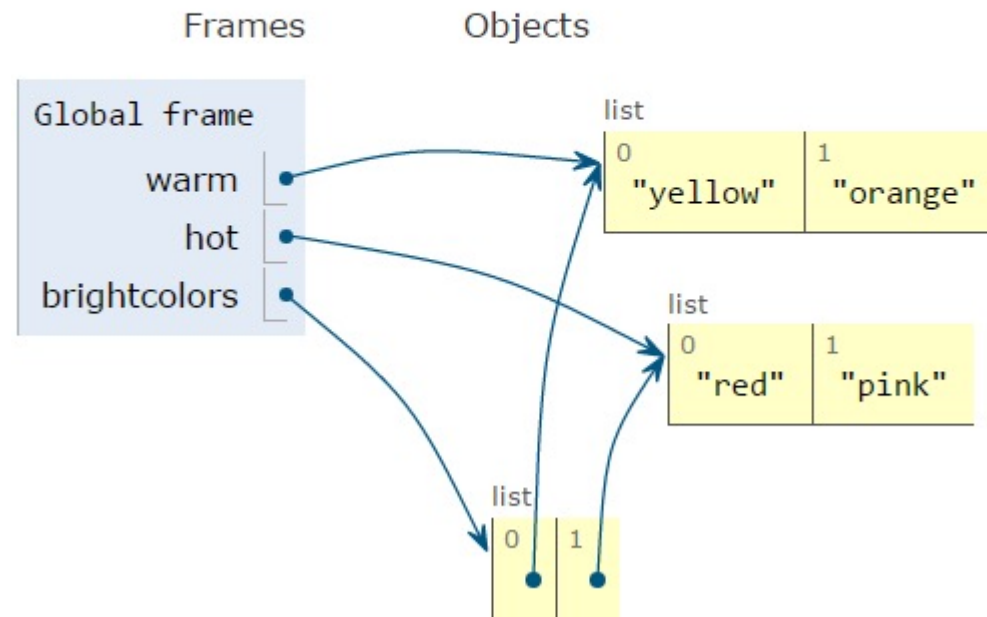 Frames Objects
Global frame
warm
hot
brightcolors
list
0 1
"yellow" "orange"
list
0 1
"red" "pink"
list
0 1